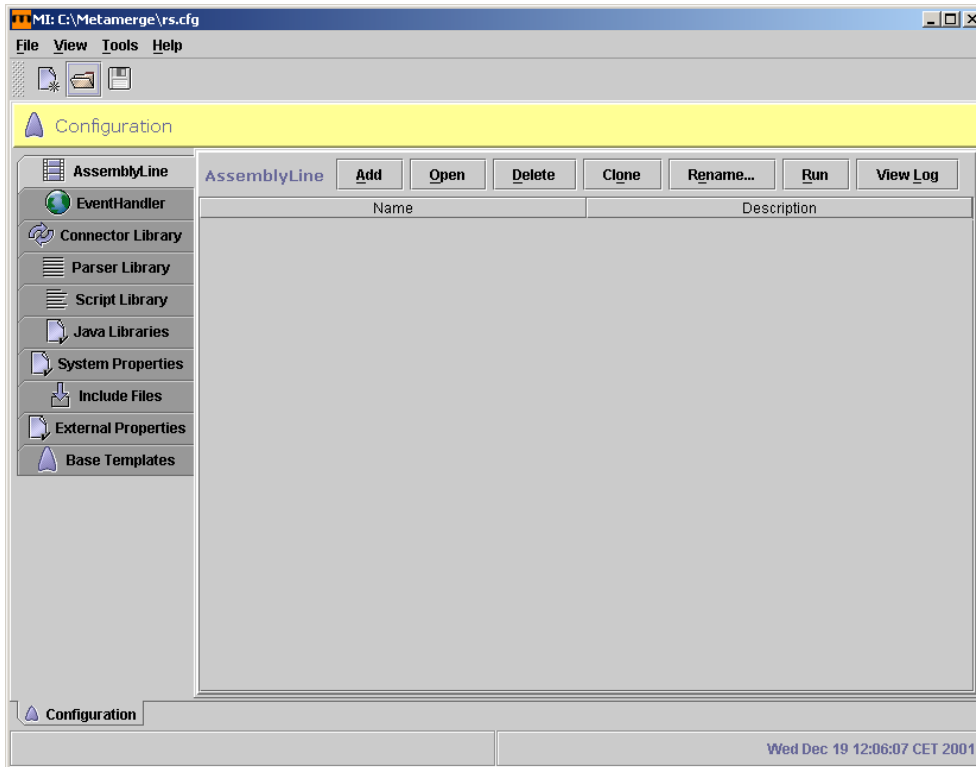 MI: C:\Metamerge\rs.cfg
File View Tools Help
Configuration
AssemblyLine
EventHandler
Connector Library
Parser Library
Script Library
Java Libraries
System Properties
Include Files
External Properties
Base Templates
AssemblyLine Add Open Delete Clone Rename... Run View Log
Name Description
Configuration
Wed Dec 19 12:06:07 CET 2001